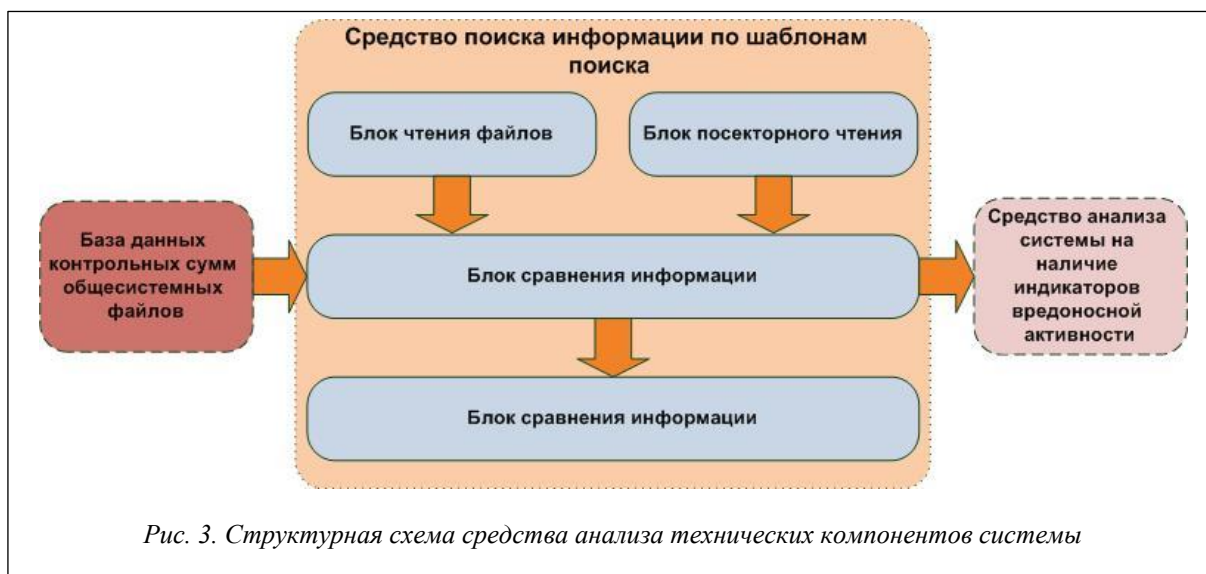 Средство поиска информации по шаблонам
поиска
Блок чтения файлов
Блок посекторного чтения
База данных
контрольных сумм
общесистемных
файлов
Блок сравнения информации
Средство анализа
системы на
наличие
индикаторов
вредоносной
активности
Блок сравнения информации
Рис. 3. Структурная схема средства анализа технических компонентов системы